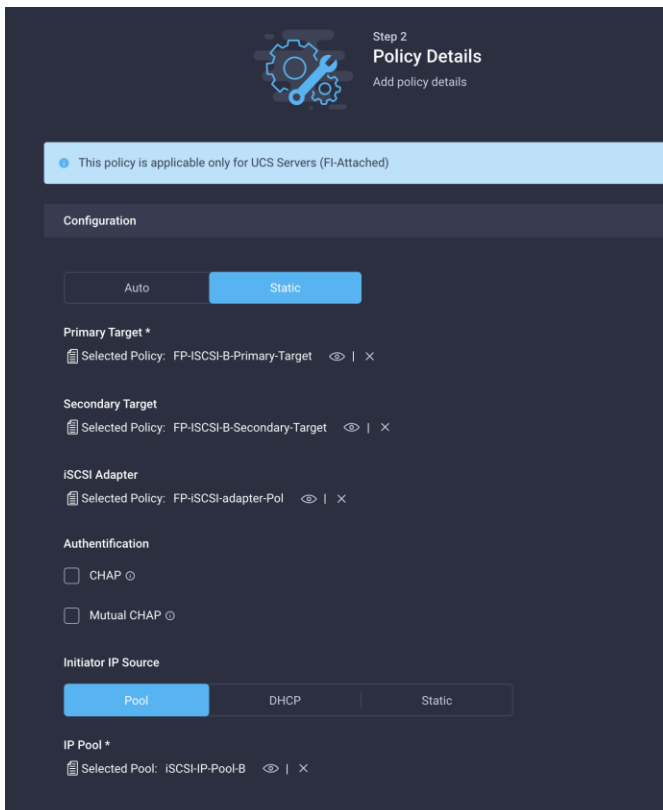 Step 2
Policy Details
Add policy details
This policy is applicable only for UCS Servers (FI-Attached)
Configuration
Auto Static
Primary Target *
Selected Policy: FP-ISCSI-B-Primary-Target |
Secondary Target
Selected Policy: FP-ISCSI-B-Secondary-Target |
iSCSI Adapter
Selected Policy: FP-iSCSI-adapter-Pol |
Authentification
CHAP
Mutual CHAP
Initiator IP Source
Pool DHCP Static
IP Pool *
Selected Pool: iSCSI-IP-Pool-B |